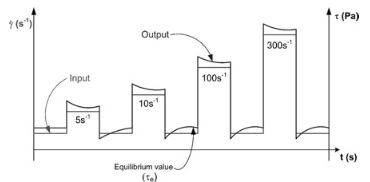 γ̇ (s⁻¹)
τ (Pa)
Output
Input
5s⁻¹
10s⁻¹
100s⁻¹
300s⁻¹
t (s)
Equilibrium value
(τₑ)